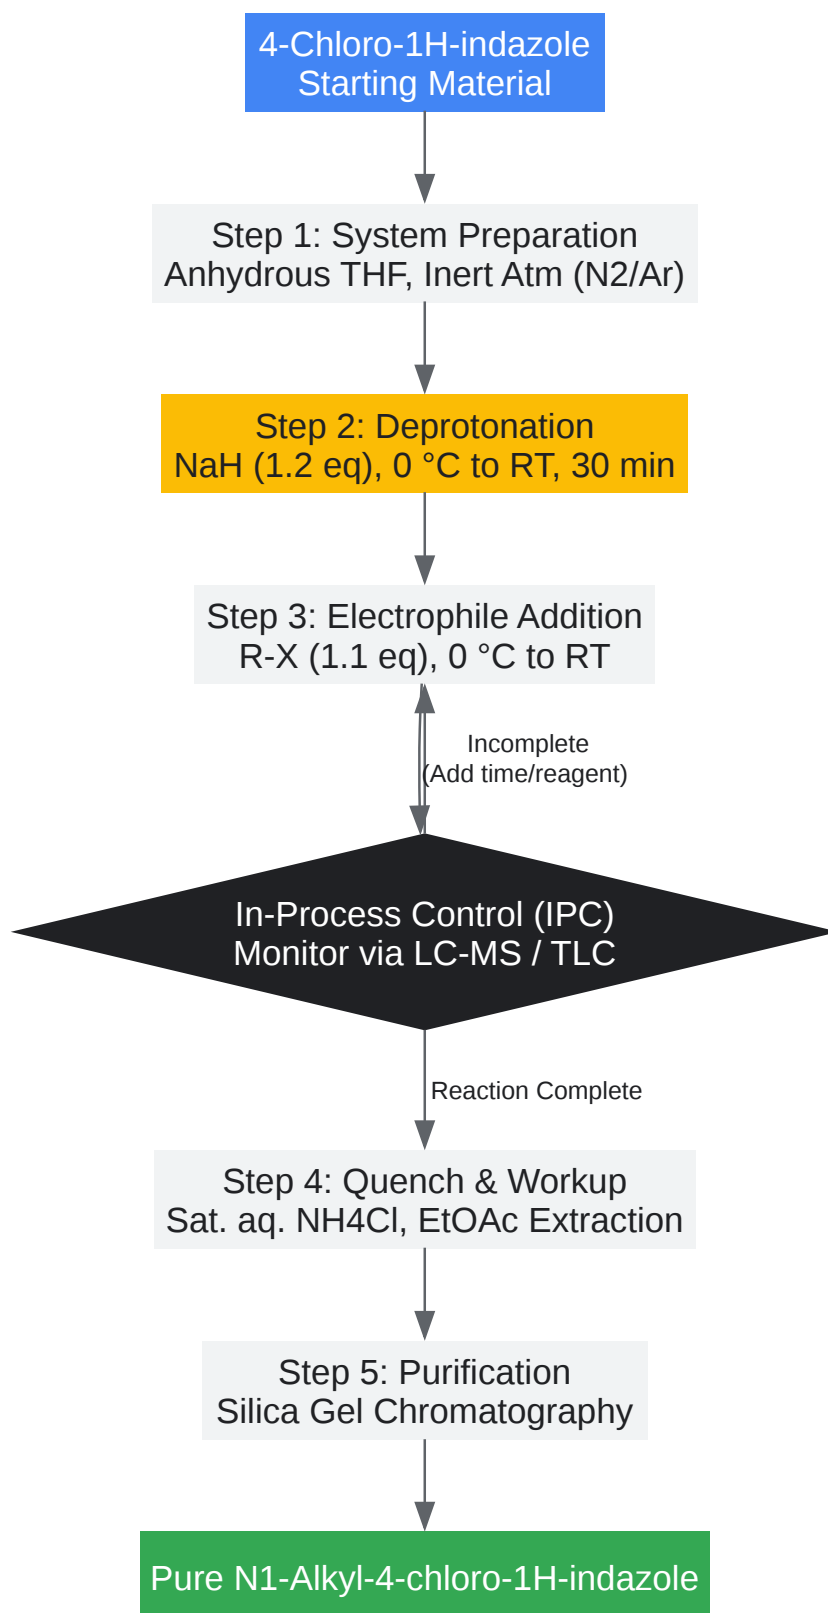 4-Chloro-1H-indazole
Starting Material
Step 1: System Preparation
Anhydrous THF, Inert Atm (N2/Ar)
Step 2: Deprotonation
NaH (1.2 eq), 0 °C to RT, 30 min
Step 3: Electrophile Addition
R-X (1.1 eq), 0 °C to RT
Incomplete
(Add time/reagent)
In-Process Control (IPC)
Monitor via LC-MS / TLC
Reaction Complete
Step 4: Quench & Workup
Sat. aq. NH4Cl, EtOAc Extraction
Step 5: Purification
Silica Gel Chromatography
Pure N1-Alkyl-4-chloro-1H-indazole